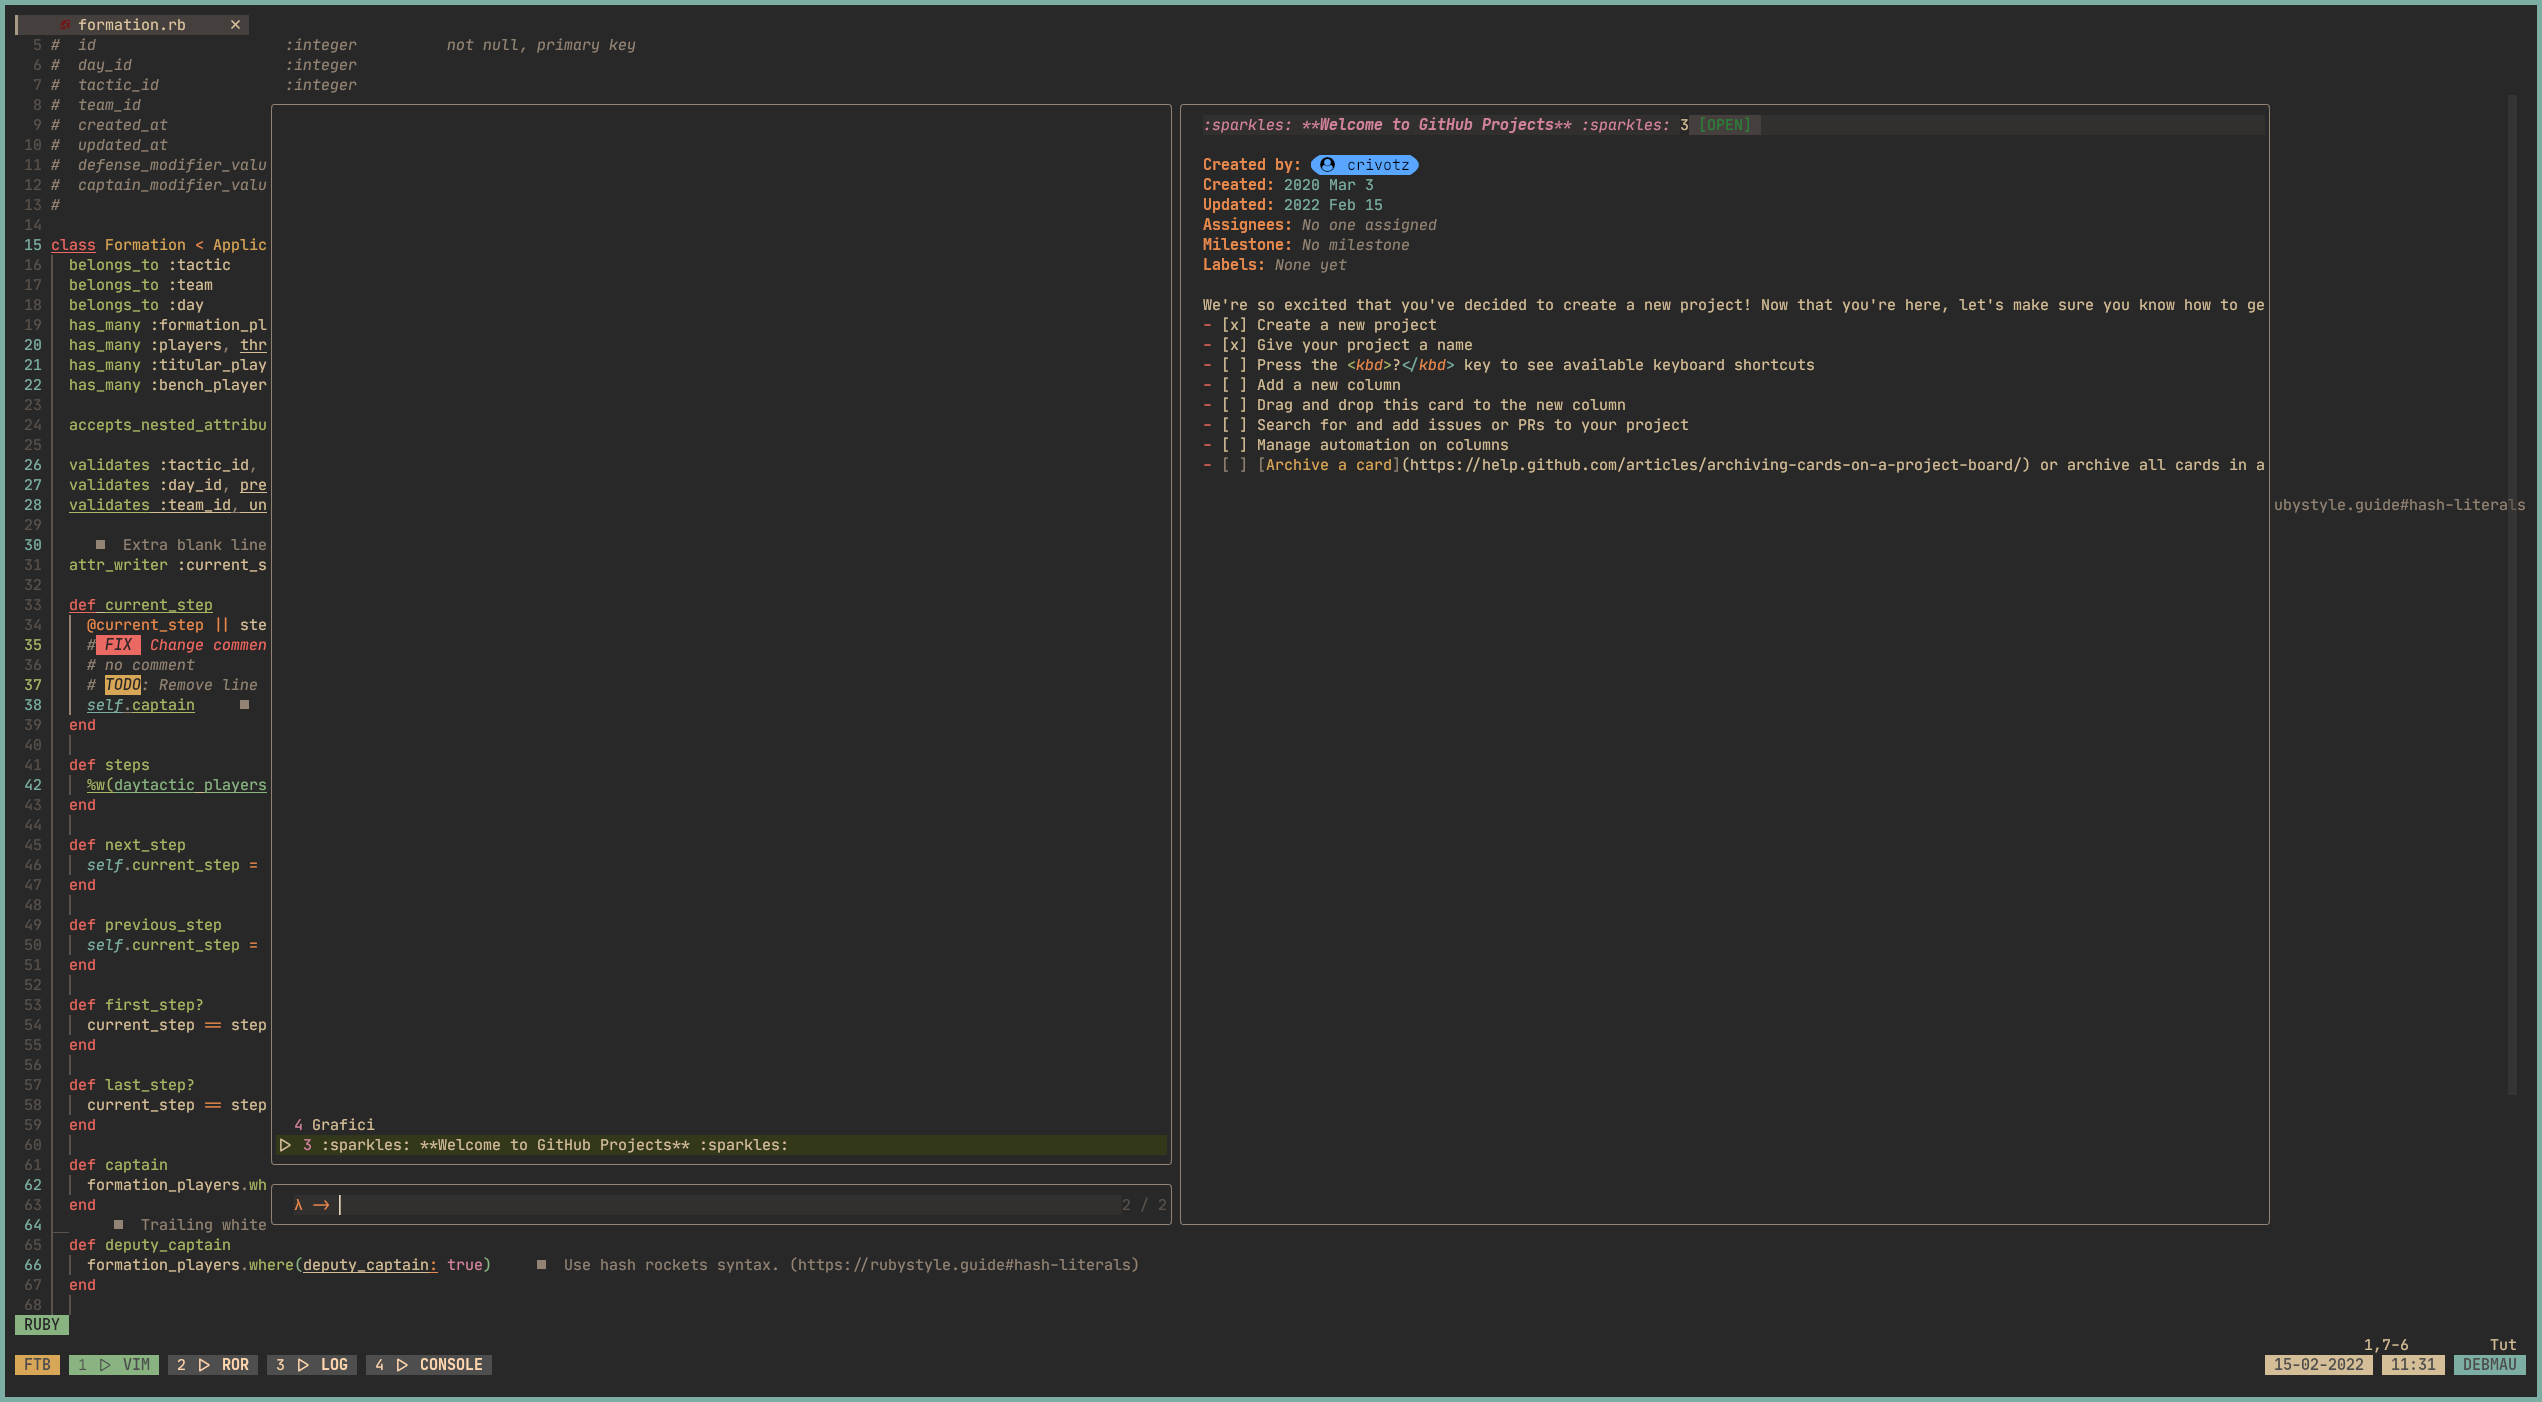 formation.rb ✕
5 #  id                     :integer          not null, primary key
6 #  day_id                 :integer
7 #  tactic_id              :integer
8 #  team_id
9 #  created_at
10 #  updated_at
11 #  defense_modifier_valu
12 #  captain_modifier_valu
13 #
14
15 class Formation < Applic
16   belongs_to :tactic
17   belongs_to :team
18   belongs_to :day
19   has_many :formation_pl
20   has_many :players, thr
21   has_many :titular_play
22   has_many :bench_player
23
24   accepts_nested_attribu
25
26   validates :tactic_id,
27   validates :day_id, pre
28   validates :team_id, un
29
30      ■  Extra blank line
31   attr_writer :current_s
32
33   def current_step
34     @current_step || ste
35     # FIX  Change commen
36     # no comment
37     # TODO: Remove line
38     self.captain     ■
39   end
40
41   def steps
42     %w(daytactic players
43   end
44
45   def next_step
46     self.current_step =
47   end
48
49   def previous_step
50     self.current_step =
51   end
52
53   def first_step?
54     current_step == step
55   end
56
57   def last_step?
58     current_step == step
59   end
60
61   def captain
62     formation_players.wh
63   end
64        ■  Trailing white
65   def deputy_captain
66     formation_players.where(deputy_captain: true)     ■  Use hash rockets syntax. (https://rubystyle.guide#hash-literals)
67   end
68
4 Grafici
▷ 3 :sparkles: **Welcome to GitHub Projects** :sparkles:
λ → 2 / 2
:sparkles: **Welcome to GitHub Projects** :sparkles: 3 [OPEN]
Created by: crivotz
Created: 2020 Mar 3
Updated: 2022 Feb 15
Assignees: No one assigned
Milestone: No milestone
Labels: None yet
We're so excited that you've decided to create a new project! Now that you're here, let's make sure you know how to ge
- [x] Create a new project
- [x] Give your project a name
- [ ] Press the <kbd>?</kbd> key to see available keyboard shortcuts
- [ ] Add a new column
- [ ] Drag and drop this card to the new column
- [ ] Search for and add issues or PRs to your project
- [ ] Manage automation on columns
- [ ] [Archive a card](https://help.github.com/articles/archiving-cards-on-a-project-board/) or archive all cards in a
ubystyle.guide#hash-literals
RUBY
1,7-6 Tut
FTB 1 ▷ VIM 2 ▷ ROR 3 ▷ LOG 4 ▷ CONSOLE 15-02-2022 11:31 DEBMAU